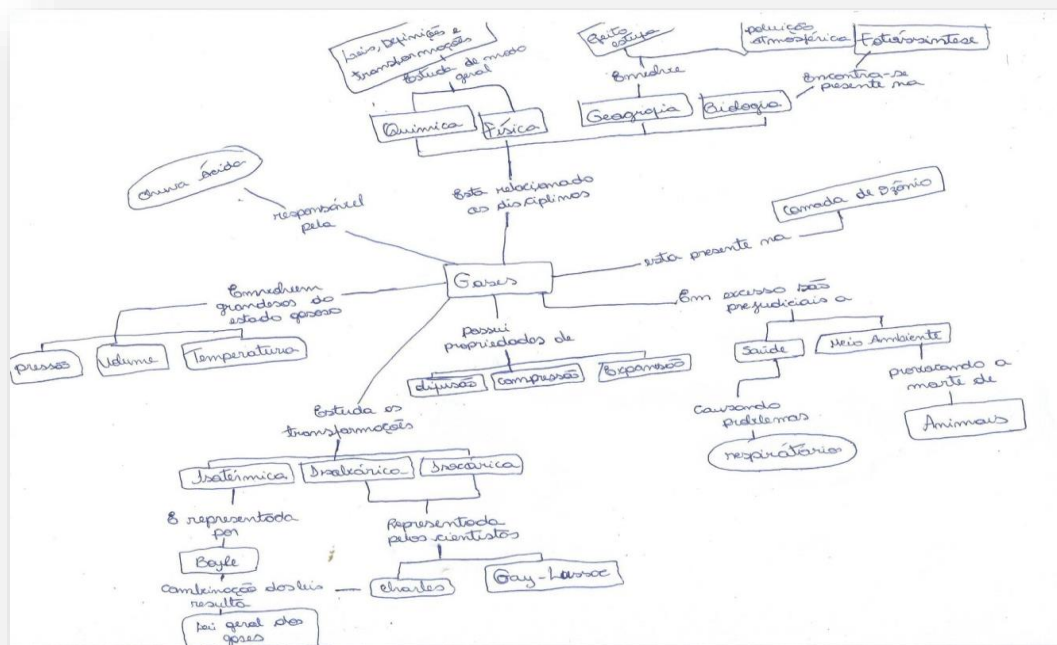 Leis, Definições e
transformações
Efeito
estufa
poluição
atmosférica
Fotossíntese
Estuda de modo
geral
Envolve
Encontra-se
presente na
Química
Física
Geografia
Biologia
Chuva Ácida
responsável
pela
Está relacionado
as disciplinas
Camada de Ozônio
esta presente na
Gases
Envolvem
grandesas do
estado gasoso
pressão
Volume
Temperatura
Possui
propriedades de
difusão
compressão
Expansão
Em excesso são
prejudiciais a
Saúde
Meio Ambiente
Causando
problemas
respiratórios
provocando a
morte de
Animais
Estuda as
transformações
Isotérmica
Isobárica
Isocórica
É representada
por
Boyle
Representada
pelos cientistas
Charles
Gay-Lussac
combinação das leis
resulta
Lei geral dos
gases